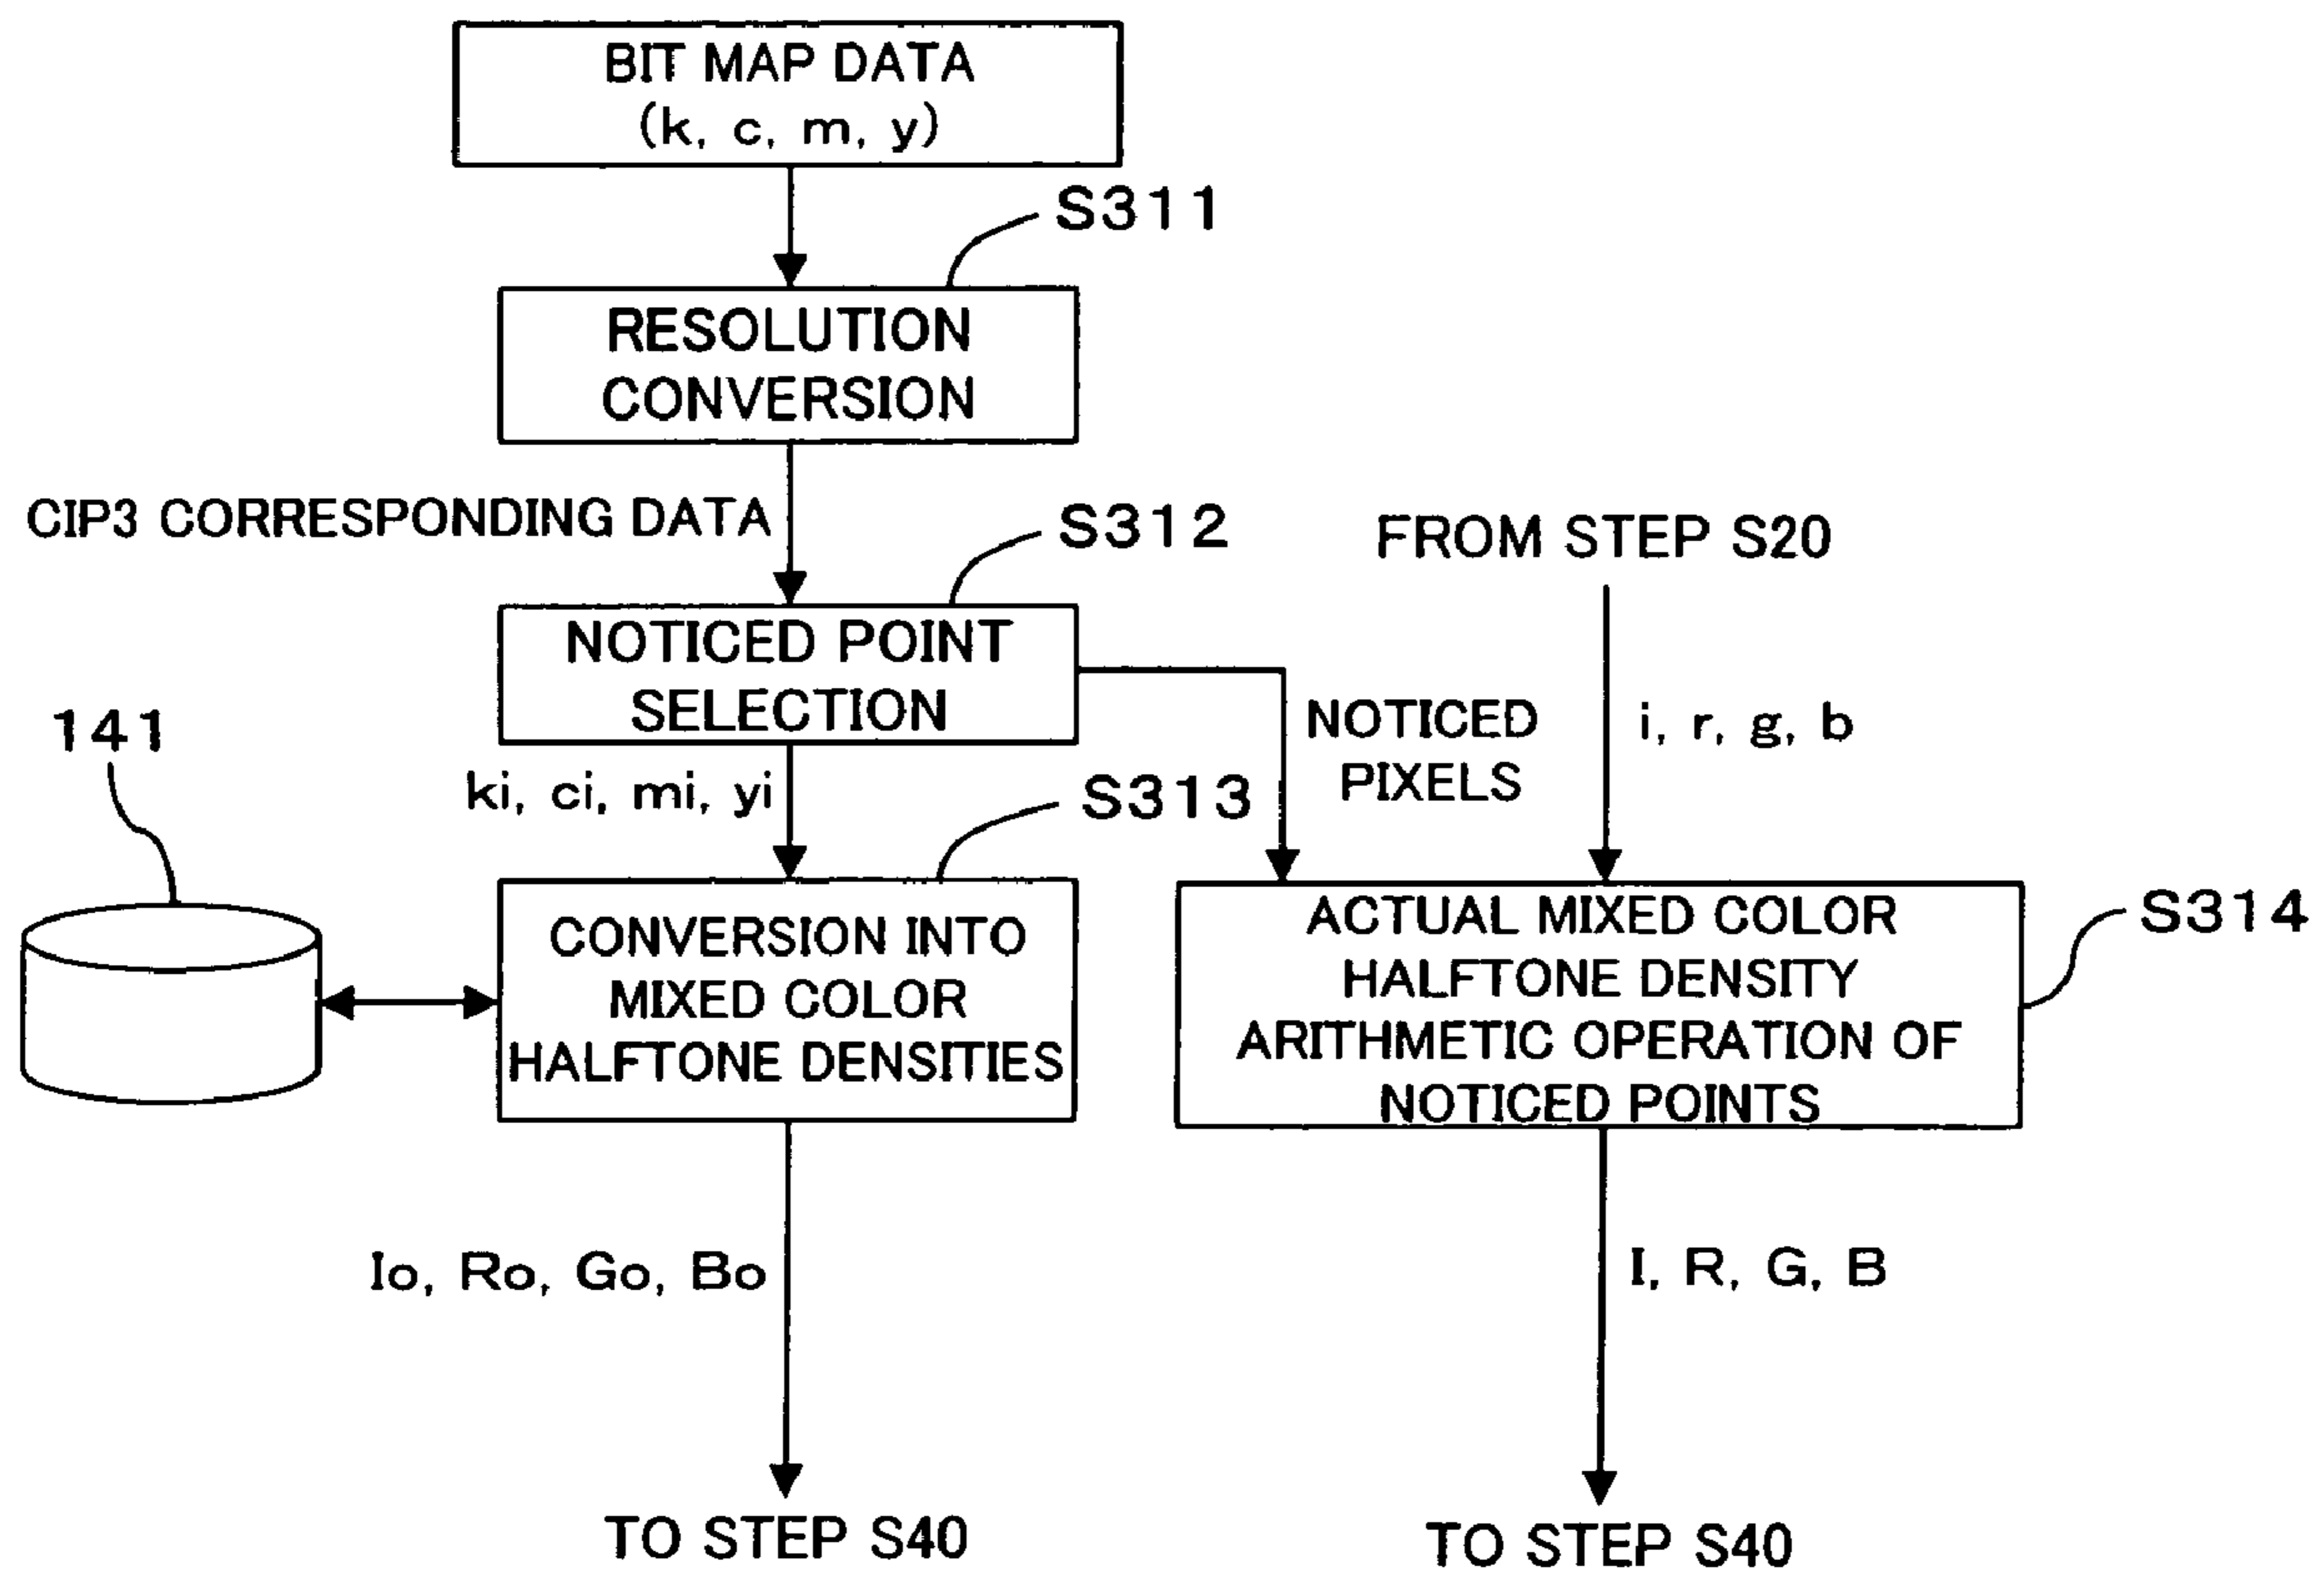 BIT MAP DATA
(k, c, m, y)
S311
RESOLUTION
CONVERSION
CIP3 CORRESPONDING DATA
S312
FROM STEP S20
NOTICED POINT
SELECTION
NOTICED
PIXELS
i, r, g, b
141
ki, ci, mi, yi
S313
CONVERSION INTO
MIXED COLOR
HALFTONE DENSITIES
ACTUAL MIXED COLOR
HALFTONE DENSITY
ARITHMETIC OPERATION OF
NOTICED POINTS
S314
Io, Ro, Go, Bo
I, R, G, B
TO STEP S40
TO STEP S40